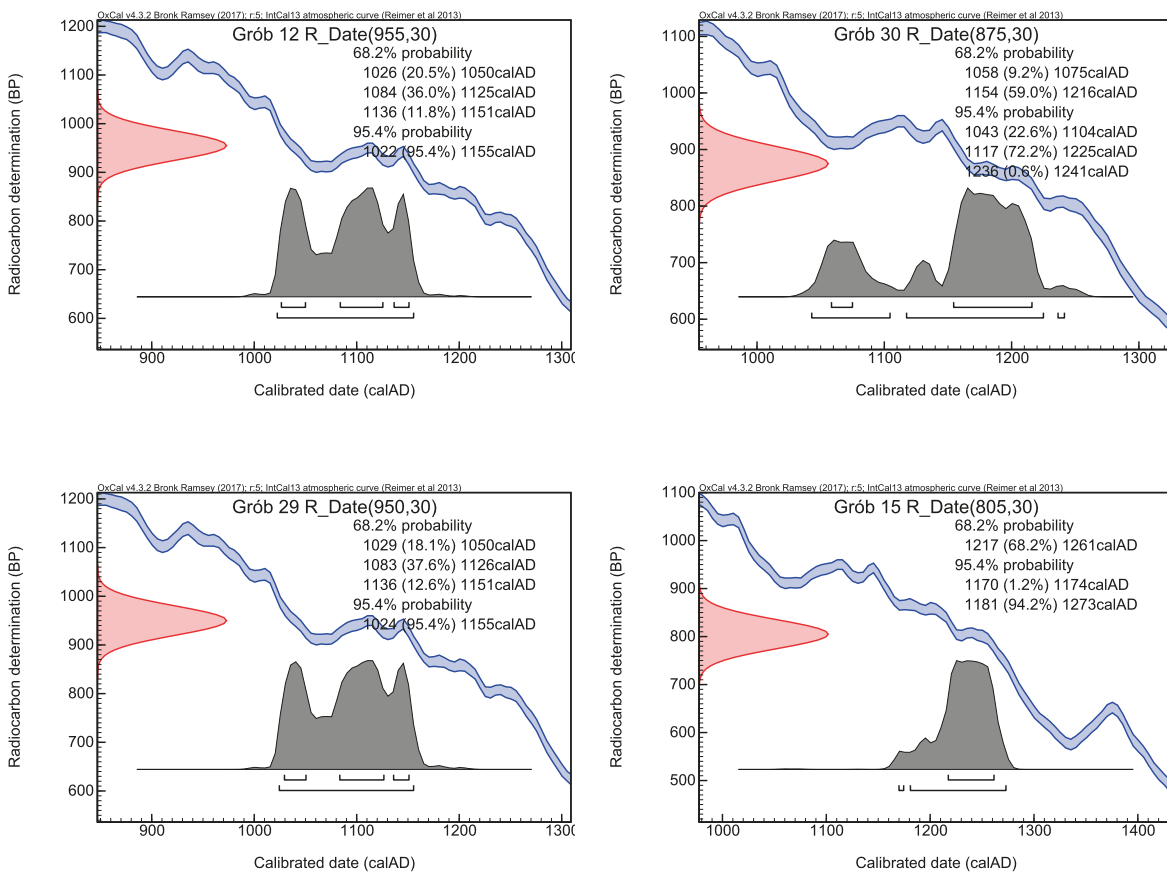 OxCal v4.3.2 Bronk Ramsey (2017); r:5; IntCal13 atmospheric curve (Reimer et al 2013)
Grób 12 R_Date(955,30)
68.2% probability
1026 (20.5%) 1050calAD
1084 (36.0%) 1125calAD
1136 (11.8%) 1151calAD
95.4% probability
1022 (95.4%) 1155calAD
Radiocarbon determination (BP)
1200
1100
1000
900
800
700
600
900 1000 1100 1200 1300
Calibrated date (calAD)
OxCal v4.3.2 Bronk Ramsey (2017); r:5; IntCal13 atmospheric curve (Reimer et al 2013)
Grób 30 R_Date(875,30)
68.2% probability
1058 (9.2%) 1075calAD
1154 (59.0%) 1216calAD
95.4% probability
1043 (22.6%) 1104calAD
1117 (72.2%) 1225calAD
1236 (0.6%) 1241calAD
Radiocarbon determination (BP)
1100
1000
900
800
700
600
1000 1100 1200 1300
Calibrated date (calAD)
OxCal v4.3.2 Bronk Ramsey (2017); r:5; IntCal13 atmospheric curve (Reimer et al 2013)
Grób 29 R_Date(950,30)
68.2% probability
1029 (18.1%) 1050calAD
1083 (37.6%) 1126calAD
1136 (12.6%) 1151calAD
95.4% probability
1024 (95.4%) 1155calAD
Radiocarbon determination (BP)
1200
1100
1000
900
800
700
600
900 1000 1100 1200 1300
Calibrated date (calAD)
OxCal v4.3.2 Bronk Ramsey (2017); r:5; IntCal13 atmospheric curve (Reimer et al 2013)
Grób 15 R_Date(805,30)
68.2% probability
1217 (68.2%) 1261calAD
95.4% probability
1170 (1.2%) 1174calAD
1181 (94.2%) 1273calAD
Radiocarbon determination (BP)
1100
1000
900
800
700
600
500
1000 1100 1200 1300 1400
Calibrated date (calAD)